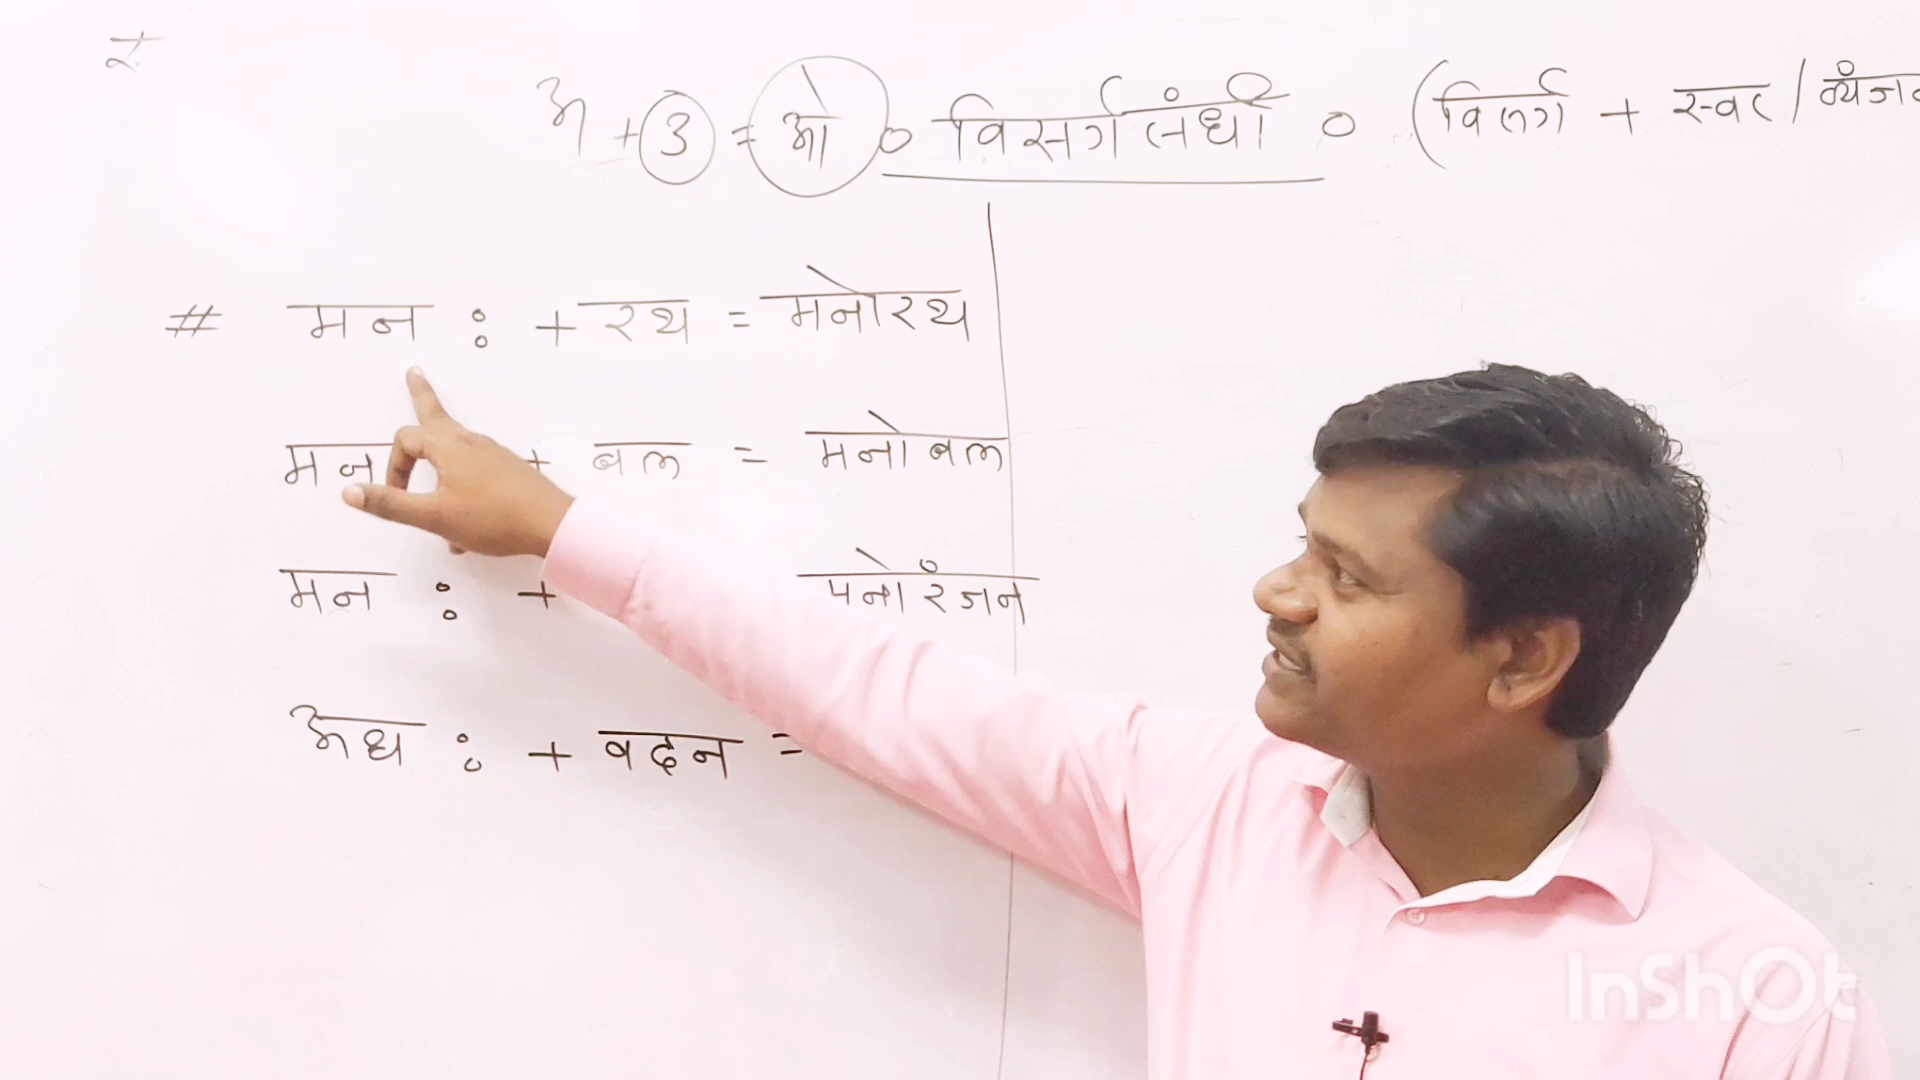 अ + उ = ओ ० विसर्ग संधी ० (विसर्ग + स्वर / व्यंजन
# मन : + रथ = मनोरथ
मन + बल = मनोबल
मन : + मनोरंजन
अध : + वदन =
InShOt